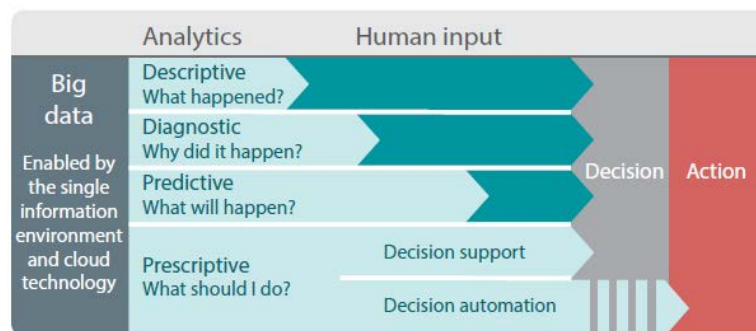 Analytics
Human input
Big
data
Enabled by
the single
information
environment
and cloud
technology
Descriptive
What happened?
Diagnostic
Why did it happen?
Predictive
What will happen?
Prescriptive
What should I do?
Decision support
Decision automation
Decision
Action